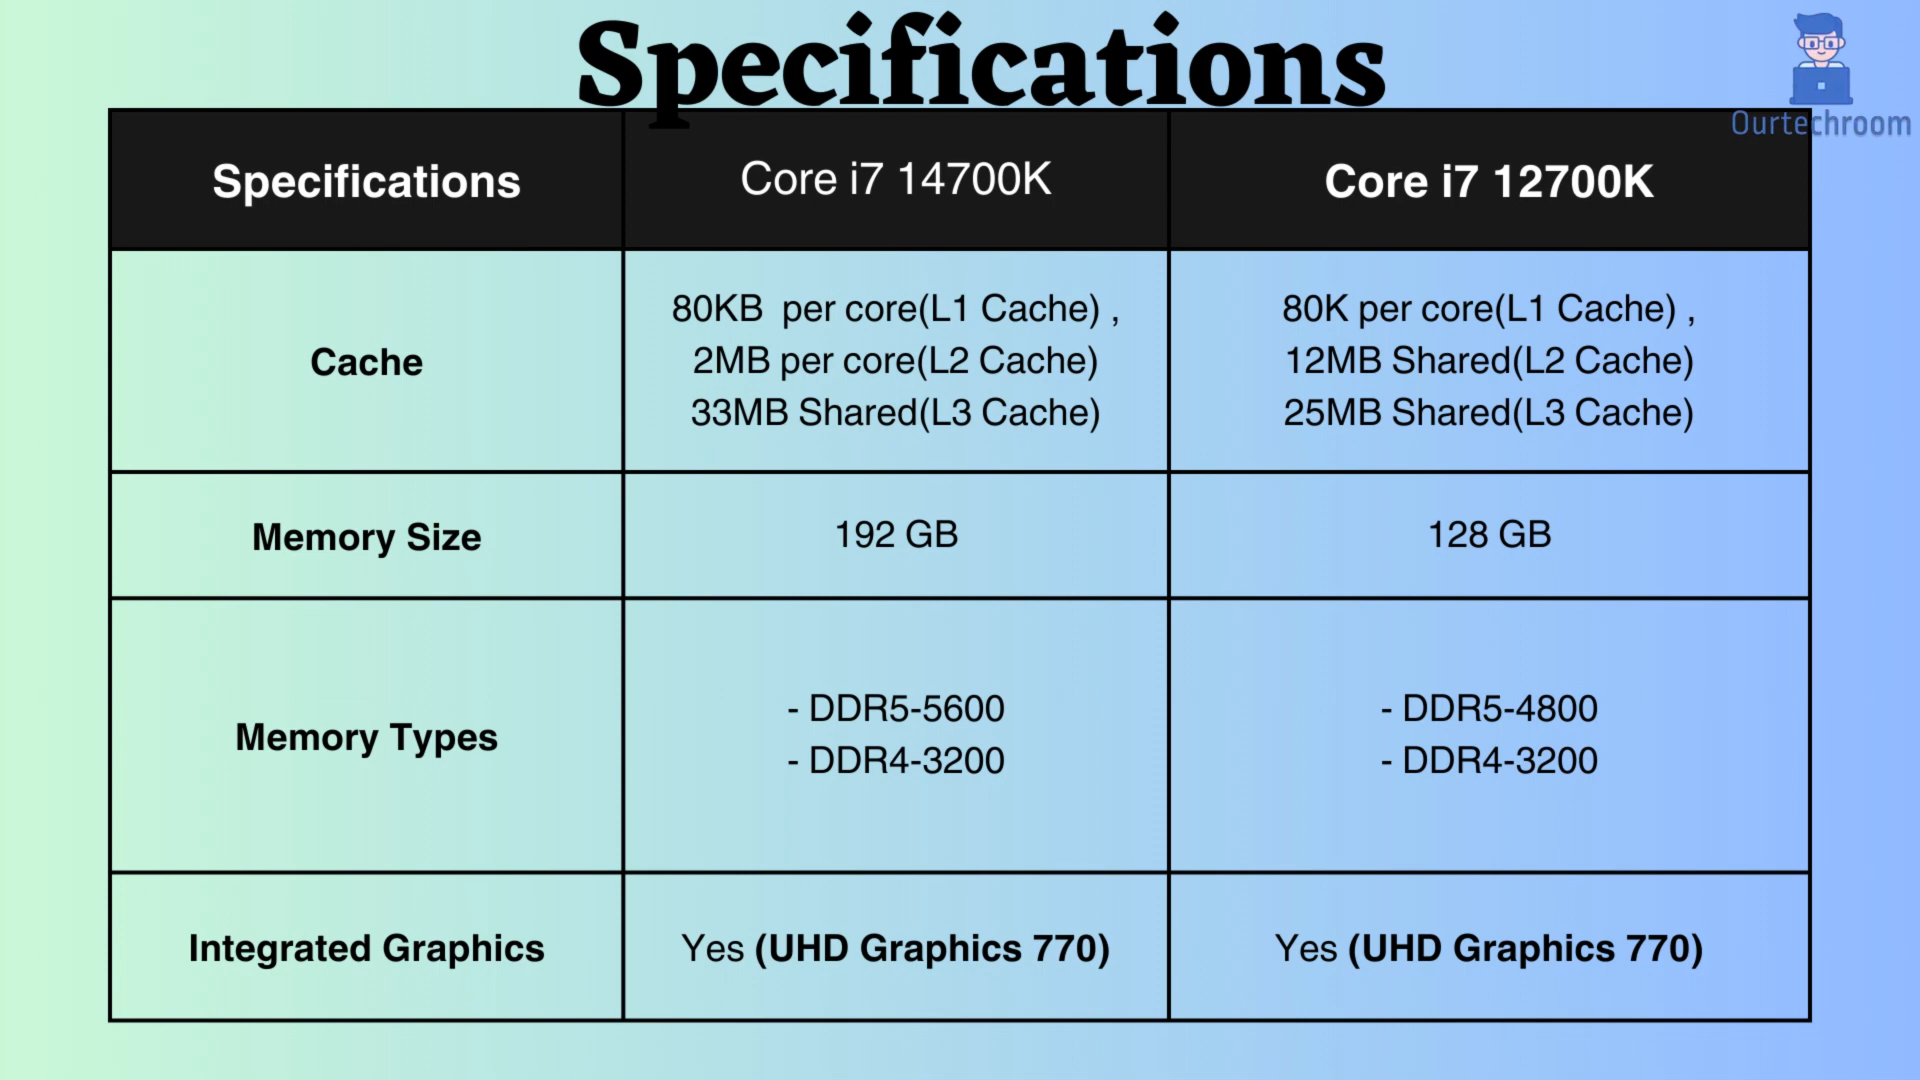 Specifications
Ourtechroom
Specifications
Core i7 14700K
Core i7 12700K
Cache
80KB per core(L1 Cache) ,
2MB per core(L2 Cache)
33MB Shared(L3 Cache)
80K per core(L1 Cache) ,
12MB Shared(L2 Cache)
25MB Shared(L3 Cache)
Memory Size
192 GB
128 GB
Memory Types
- DDR5-5600
- DDR4-3200
- DDR5-4800
- DDR4-3200
Integrated Graphics
Yes (UHD Graphics 770)
Yes (UHD Graphics 770)